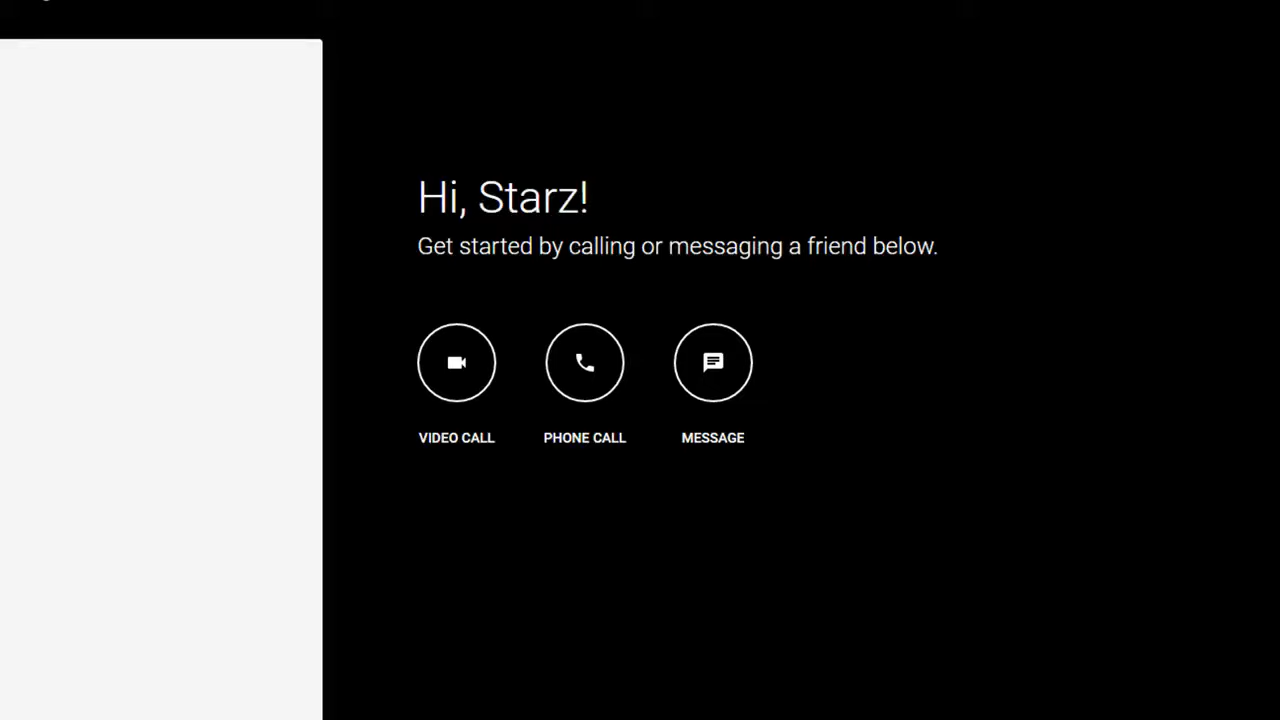 Hi, Starz!
Get started by calling or messaging a friend below.
VIDEO CALL
PHONE CALL
MESSAGE